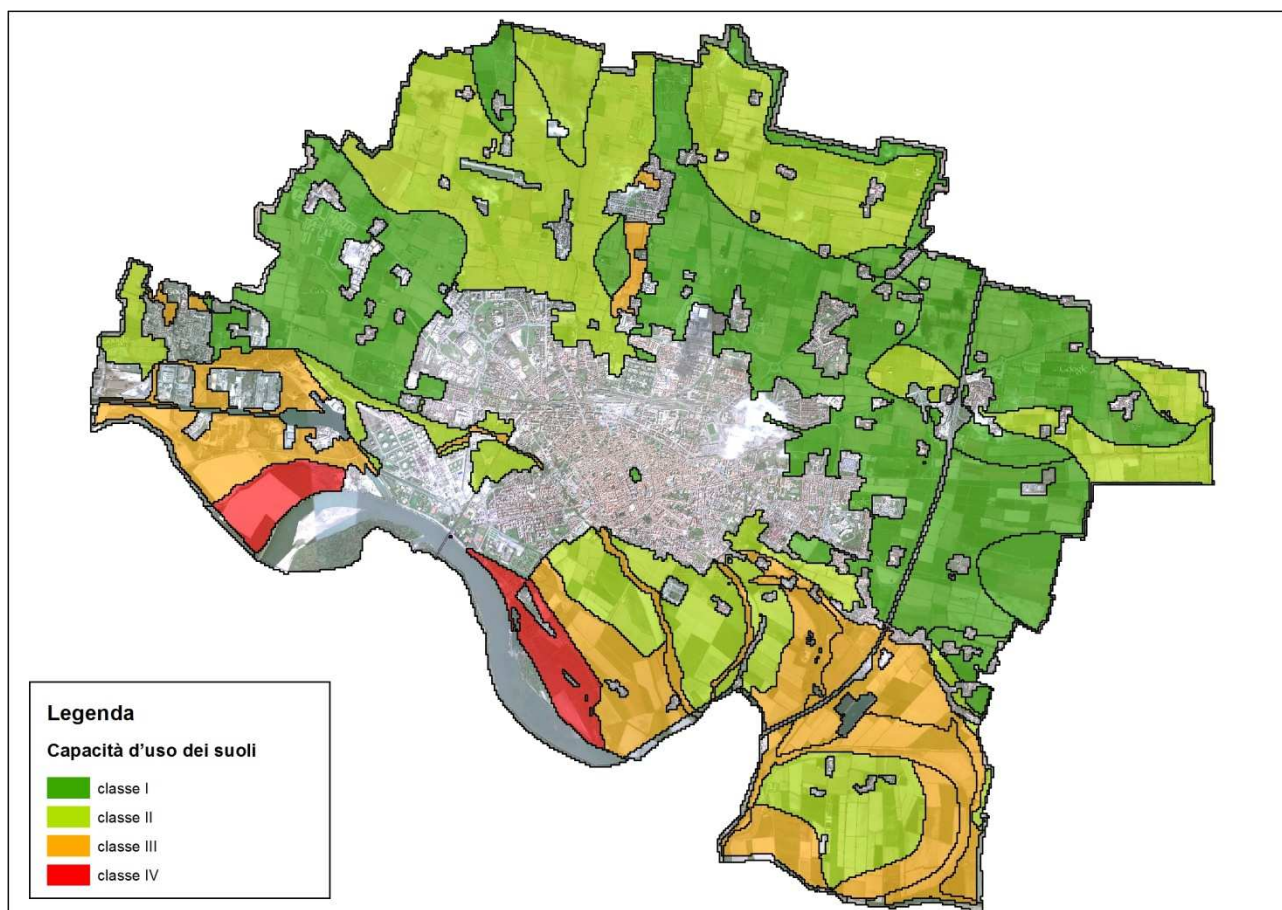 Legenda
Capacità d'uso dei suoli
classe I
classe II
classe III
classe IV